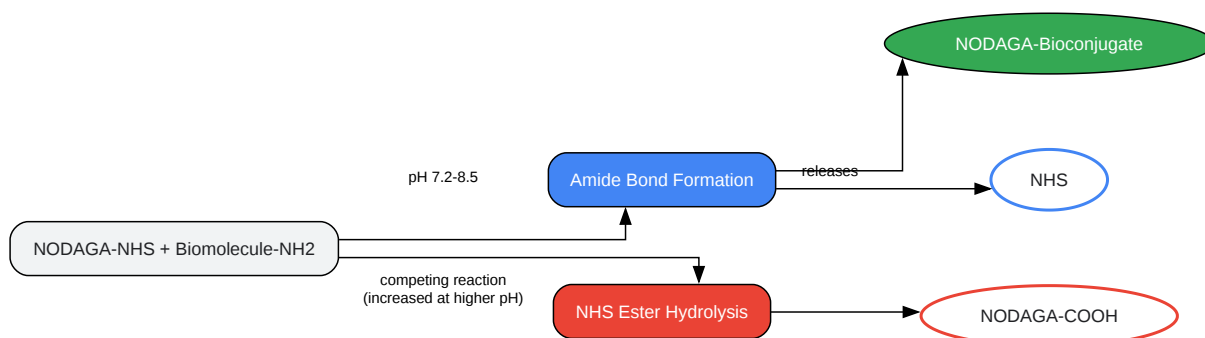 NODAGA-Bioconjugate
pH 7.2-8.5
Amide Bond Formation
releases
NHS
NODAGA-NHS + Biomolecule-NH2
competing reaction
(increased at higher pH)
NHS Ester Hydrolysis
NODAGA-COOH